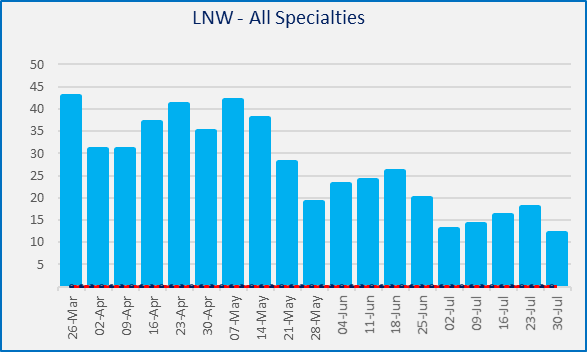 LNW - All Specialties
50
45
40
35
30
25
20
15
10
5
26-Mar
02-Apr
09-Apr
16-Apr
23-Apr
30-Apr
07-May
14-May
21-May
28-May
04-Jun
11-Jun
18-Jun
25-Jun
02-Jul
09-Jul
16-Jul
23-Jul
30-Jul